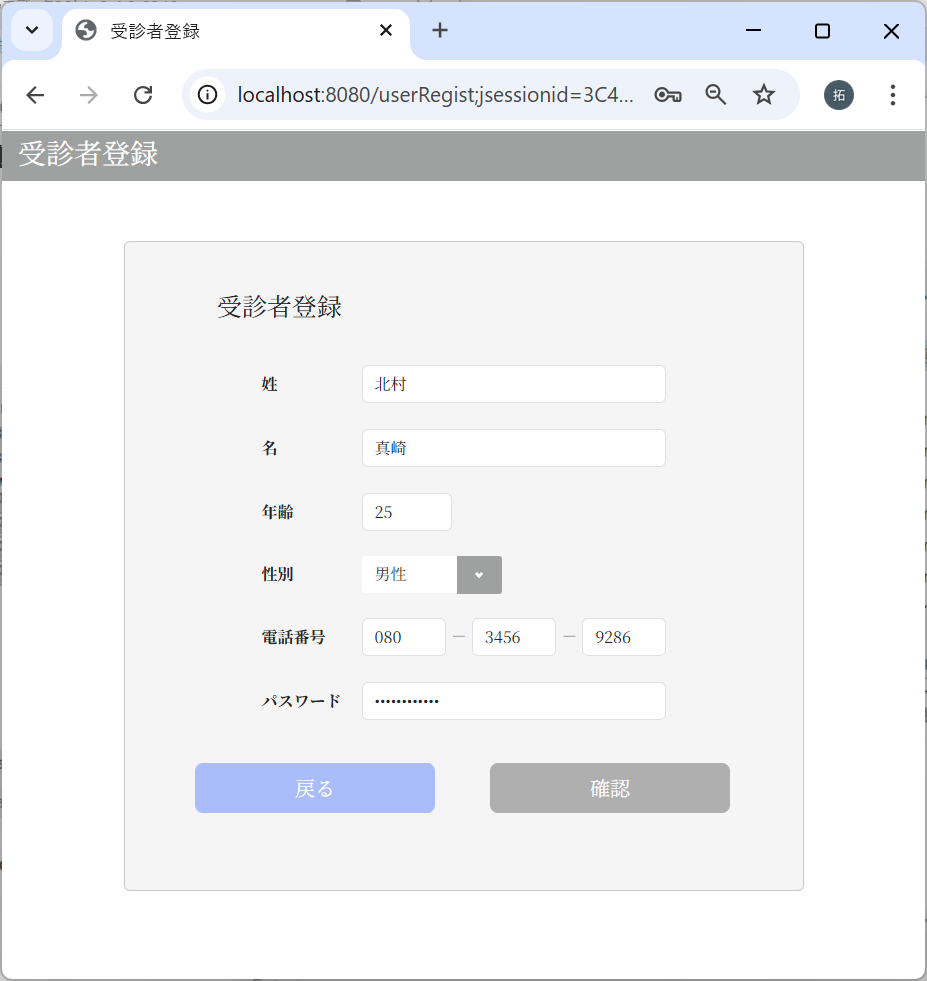 受診者登録
localhost:8080/userRegist;jsessionid=3C4...
拓
受診者登録
受診者登録
姓 北村
名 真崎
年齢 25
性別 男性
電話番号 080 － 3456 － 9286
パスワード ••••••••••••
戻る 確認